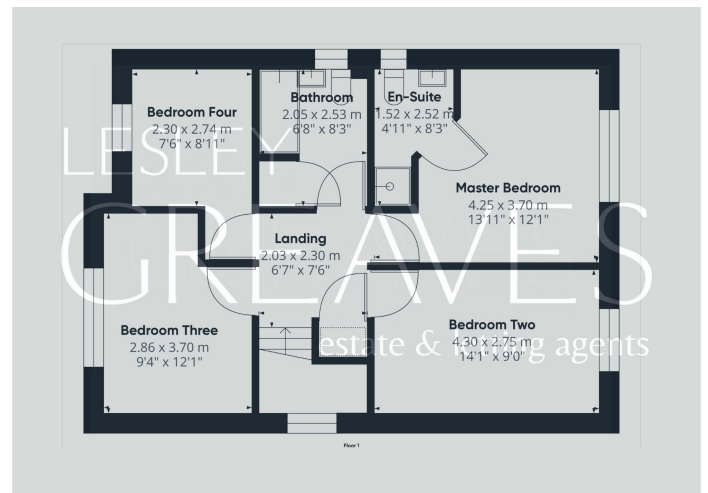 Bedroom Four
2.30 x 2.74 m
7'6" x 8'11"
Bathroom
2.05 x 2.53 m
6'8" x 8'3"
En-Suite
1.52 x 2.52 m
4'11" x 8'3"
LESLEY
Master Bedroom
4.25 x 3.70 m
13'11" x 12'1"
GREAVES
Landing
2.03 x 2.30 m
6'7" x 7'6"
Bedroom Three
2.86 x 3.70 m
9'4" x 12'1"
Bedroom Two
4.30 x 2.75 m
14'1" x 9'0"
estate & letting agents
Floor 1